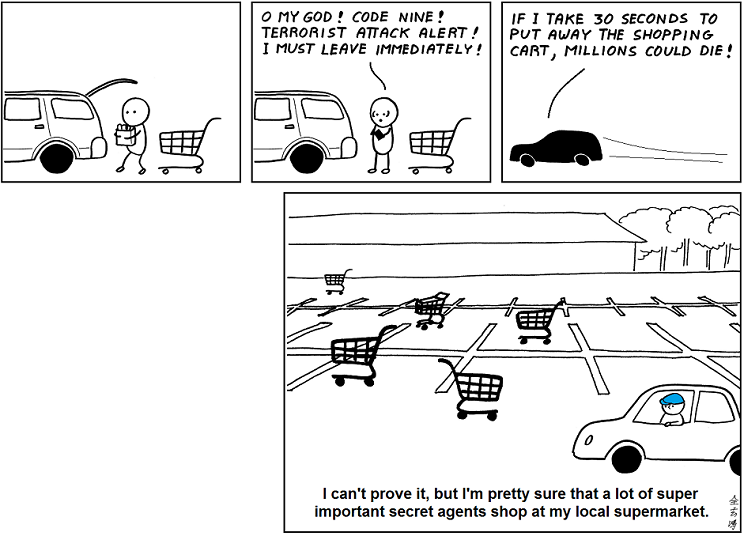 O MY GOD! CODE NINE!
TERRORIST ATTACK ALERT!
I MUST LEAVE IMMEDIATELY!
IF I TAKE 30 SECONDS TO
PUT AWAY THE SHOPPING
CART, MILLIONS COULD DIE!
I can't prove it, but I'm pretty sure that a lot of super
important secret agents shop at my local supermarket.